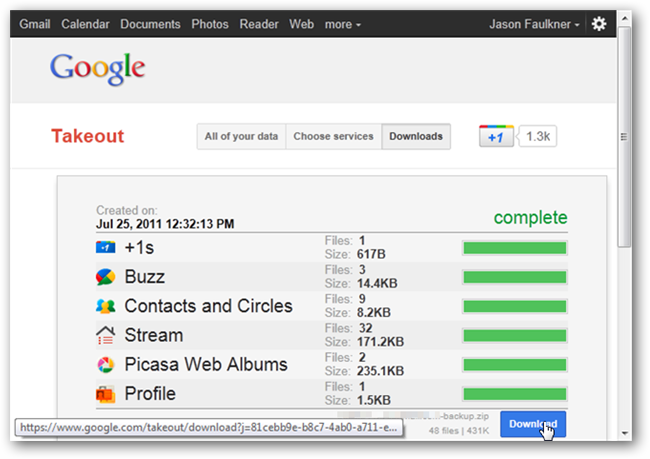 Gmail Calendar Documents Photos Reader Web more Jason Faulkner
Google
Takeout All of your data Choose services Downloads +1 1.3k
Created on:
Jul 25, 2011 12:32:13 PM complete
+1 +1s Files: 1
Size: 617B
Buzz Files: 3
Size: 14.4KB
Contacts and Circles Files: 9
Size: 8.2KB
Stream Files: 32
Size: 171.2KB
Picasa Web Albums Files: 2
Size: 235.1KB
Profile Files: 1
Size: 1.5KB
-backup.zip
48 files | 431K Download
https://www.google.com/takeout/download?j=81cebb9e-b8c7-4ab0-a711-e...